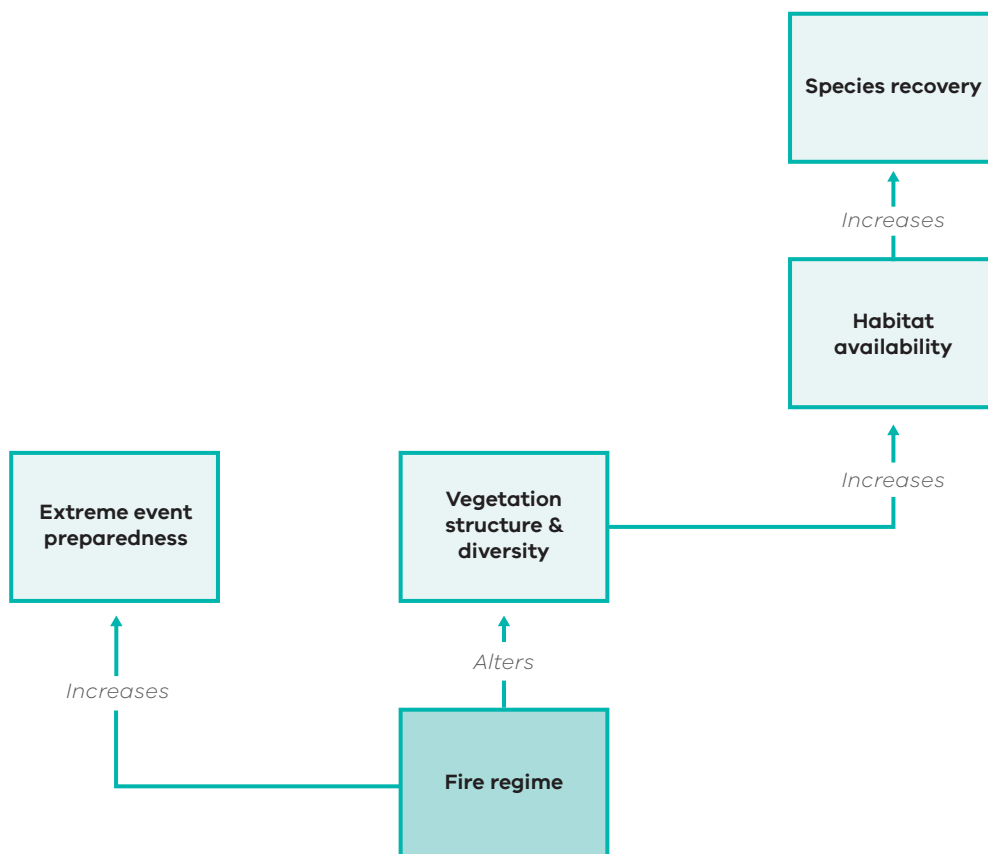 Species recovery
Increases
Habitat
availability
Increases
Extreme event
preparedness
Vegetation
structure &
diversity
Alters
Increases
Fire regime